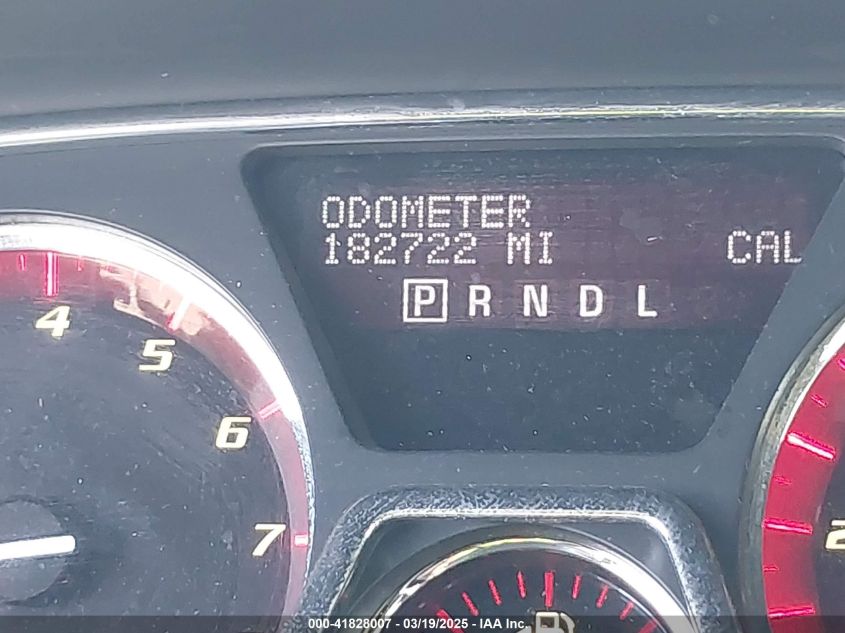 ODOMETER
182722 MI CAL
P R N D L
4
5
6
7
2
000-41828007 - 03/19/2025 - IAA Inc.